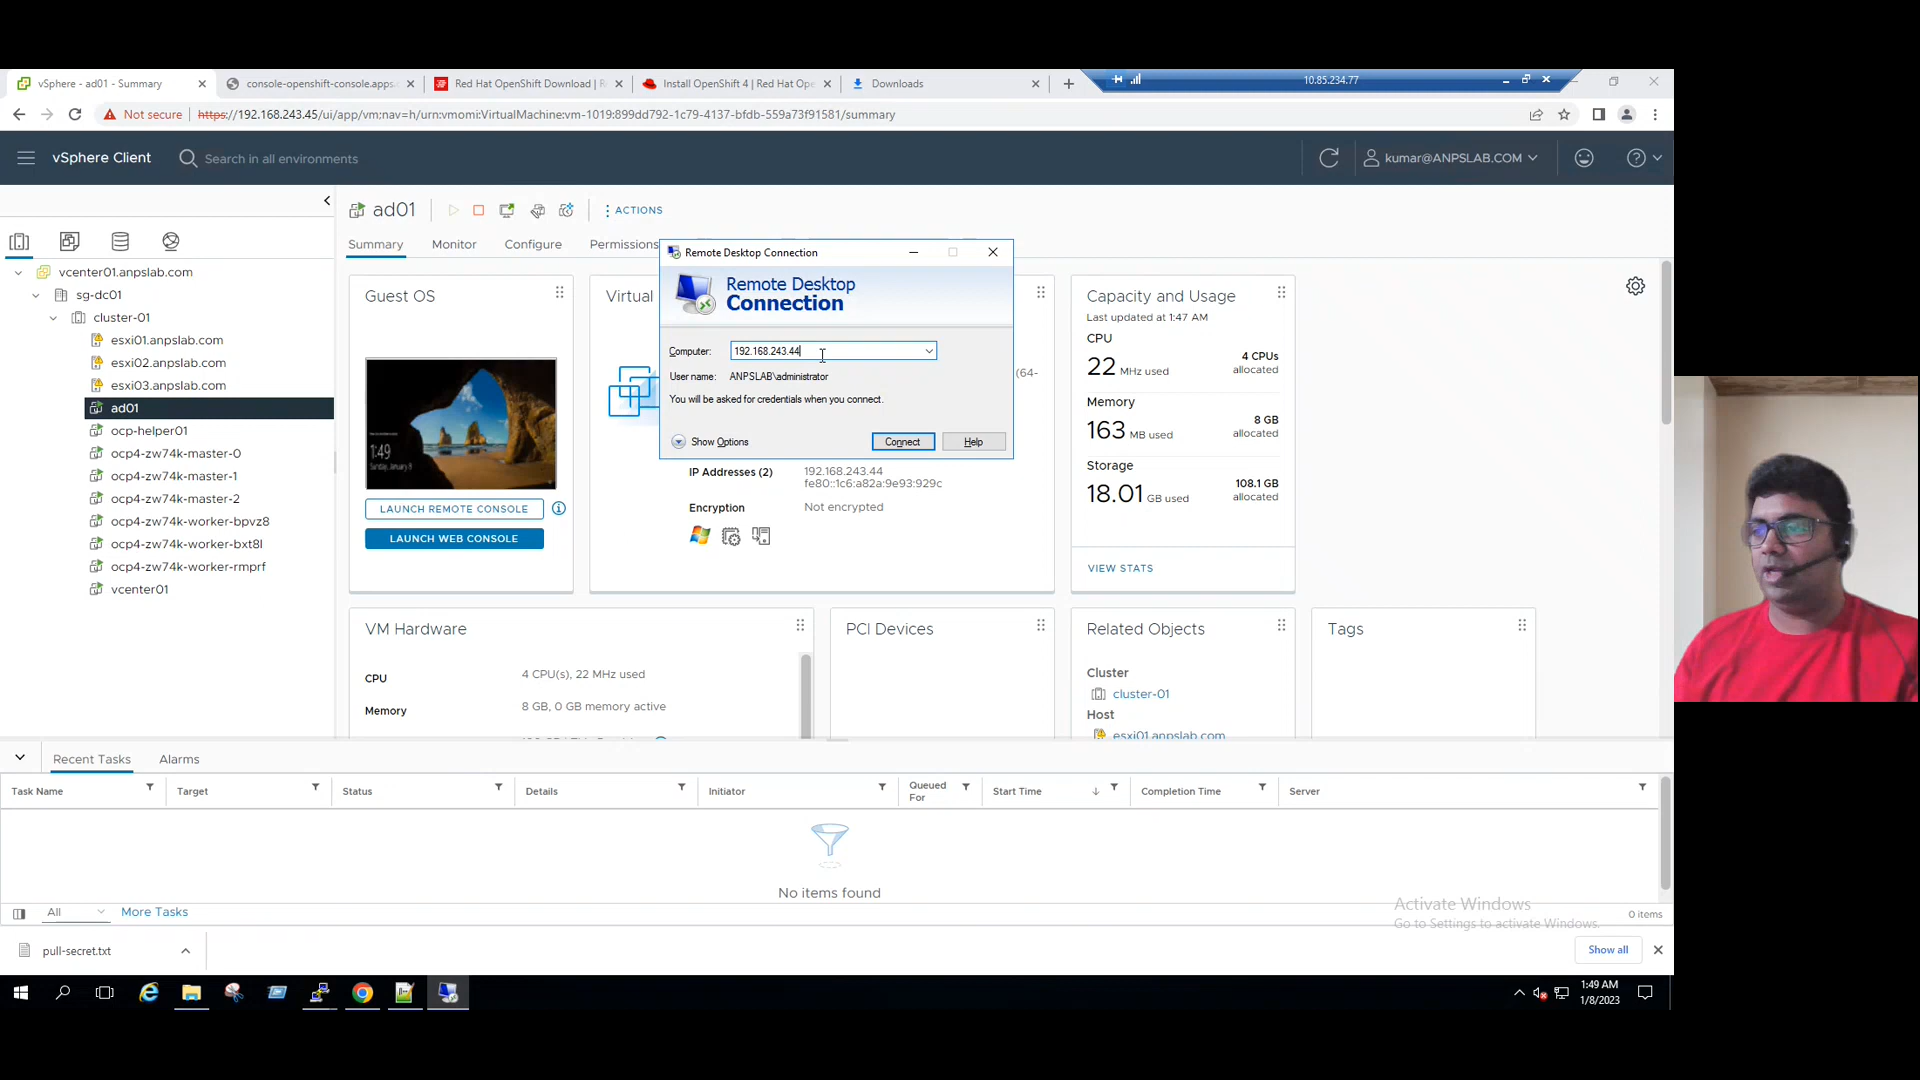 vSphere - ad01 - Summary
console-openshift-console.apps.
Red Hat OpenShift Download | R
Install OpenShift 4 | Red Hat Ope
Downloads
10.85.234.77
Not secure
https://192.168.243.45/ui/app/vm;nav=h/urn:vmomi:VirtualMachine:vm-1019:899dd792-1c79-4137-bfdb-559a73f91581/summary
vSphere Client
Search in all environments
kumar@ANPSLAB.COM
ad01
ACTIONS
Summary
Monitor
Configure
Permissions
vcenter01.anpslab.com
sg-dc01
cluster-01
esxi01.anpslab.com
esxi02.anpslab.com
esxi03.anpslab.com
ad01
ocp-helper01
ocp4-zw74k-master-0
ocp4-zw74k-master-1
ocp4-zw74k-master-2
ocp4-zw74k-worker-bpvz8
ocp4-zw74k-worker-bxt8l
ocp4-zw74k-worker-rmprf
vcenter01
Guest OS
1:49
Sunday, January 8
LAUNCH REMOTE CONSOLE
LAUNCH WEB CONSOLE
Virtual
(64-
IP Addresses (2)
192.168.243.44
fe80::1c6:a82a:9e93:929c
Encryption
Not encrypted
Remote Desktop Connection
Remote Desktop
Connection
Computer:
192.168.243.44
User name:
ANPSLAB\administrator
You will be asked for credentials when you connect.
Show Options
Connect
Help
Capacity and Usage
Last updated at 1:47 AM
CPU
22 MHz used
4 CPUs
allocated
Memory
163 MB used
8 GB
allocated
Storage
18.01 GB used
108.1 GB
allocated
VIEW STATS
VM Hardware
CPU
4 CPU(s), 22 MHz used
Memory
8 GB, 0 GB memory active
PCI Devices
Related Objects
Cluster
cluster-01
Host
esxi01.anpslab.com
Tags
Recent Tasks
Alarms
Task Name
Target
Status
Details
Initiator
Queued
For
Start Time
Completion Time
Server
No items found
All
More Tasks
Activate Windows
Go to Settings to activate Windows.
0 items
pull-secret.txt
Show all
1:49 AM
1/8/2023